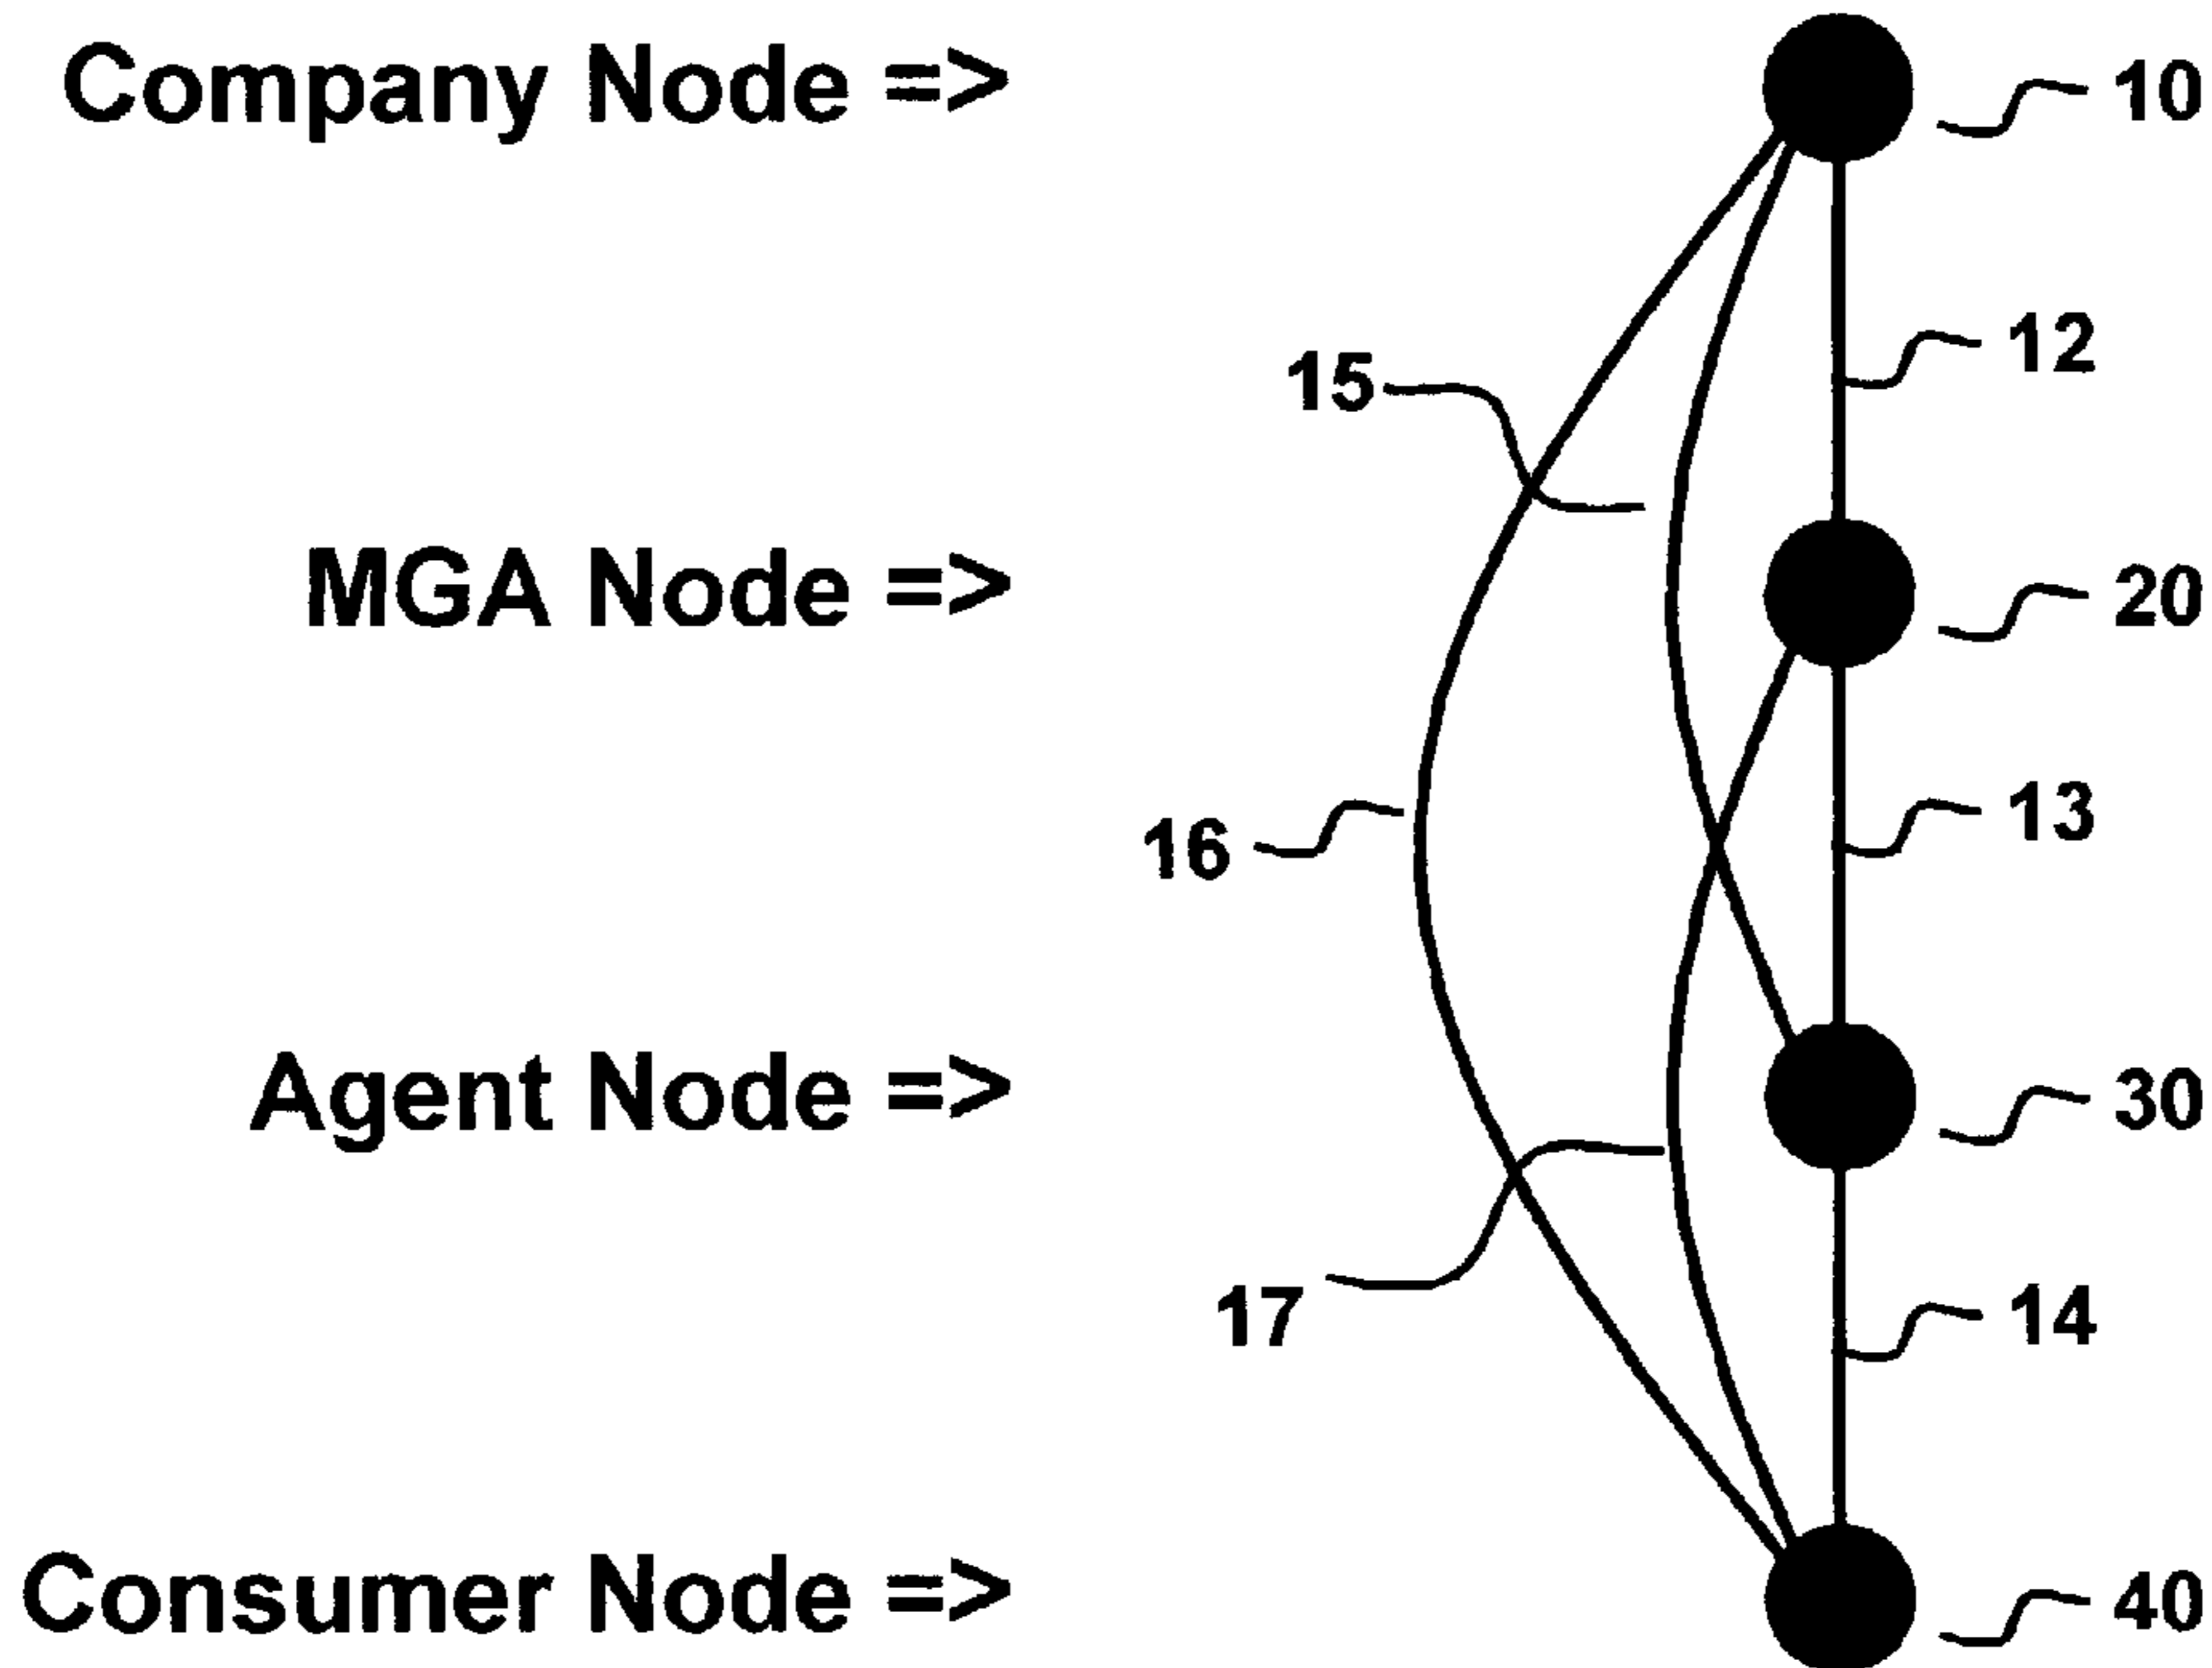 Company Node => 10
12
15
MGA Node => 20
13
16
Agent Node => 30
17
14
Consumer Node => 40